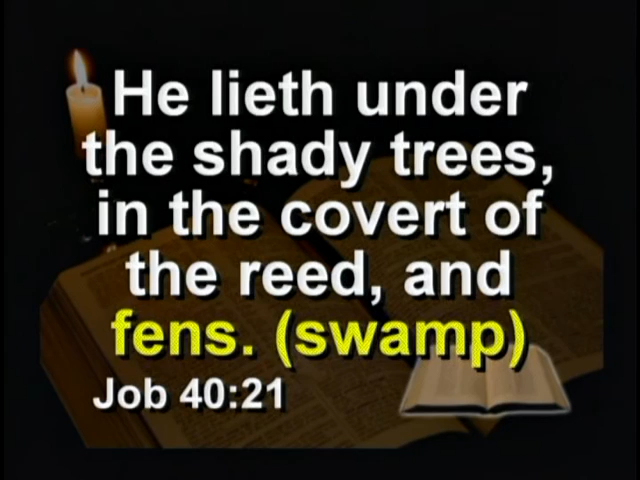 He lieth under
the shady trees,
in the covert of
the reed, and
fens. (swamp)
Job 40:21